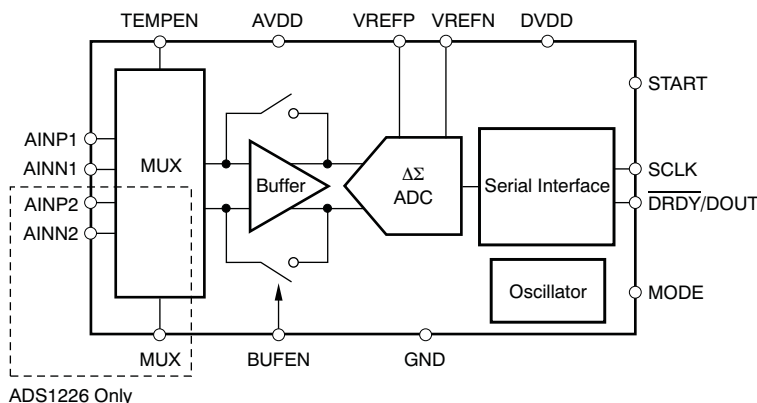 TEMPEN AVDD VREFP VREFN DVDD
START
AINP1
AINN1
AINP2
AINN2
MUX
Buffer
ΔΣ
ADC
Serial Interface
SCLK
DRDY/DOUT
Oscillator
MODE
MUX BUFEN GND
ADS1226 Only